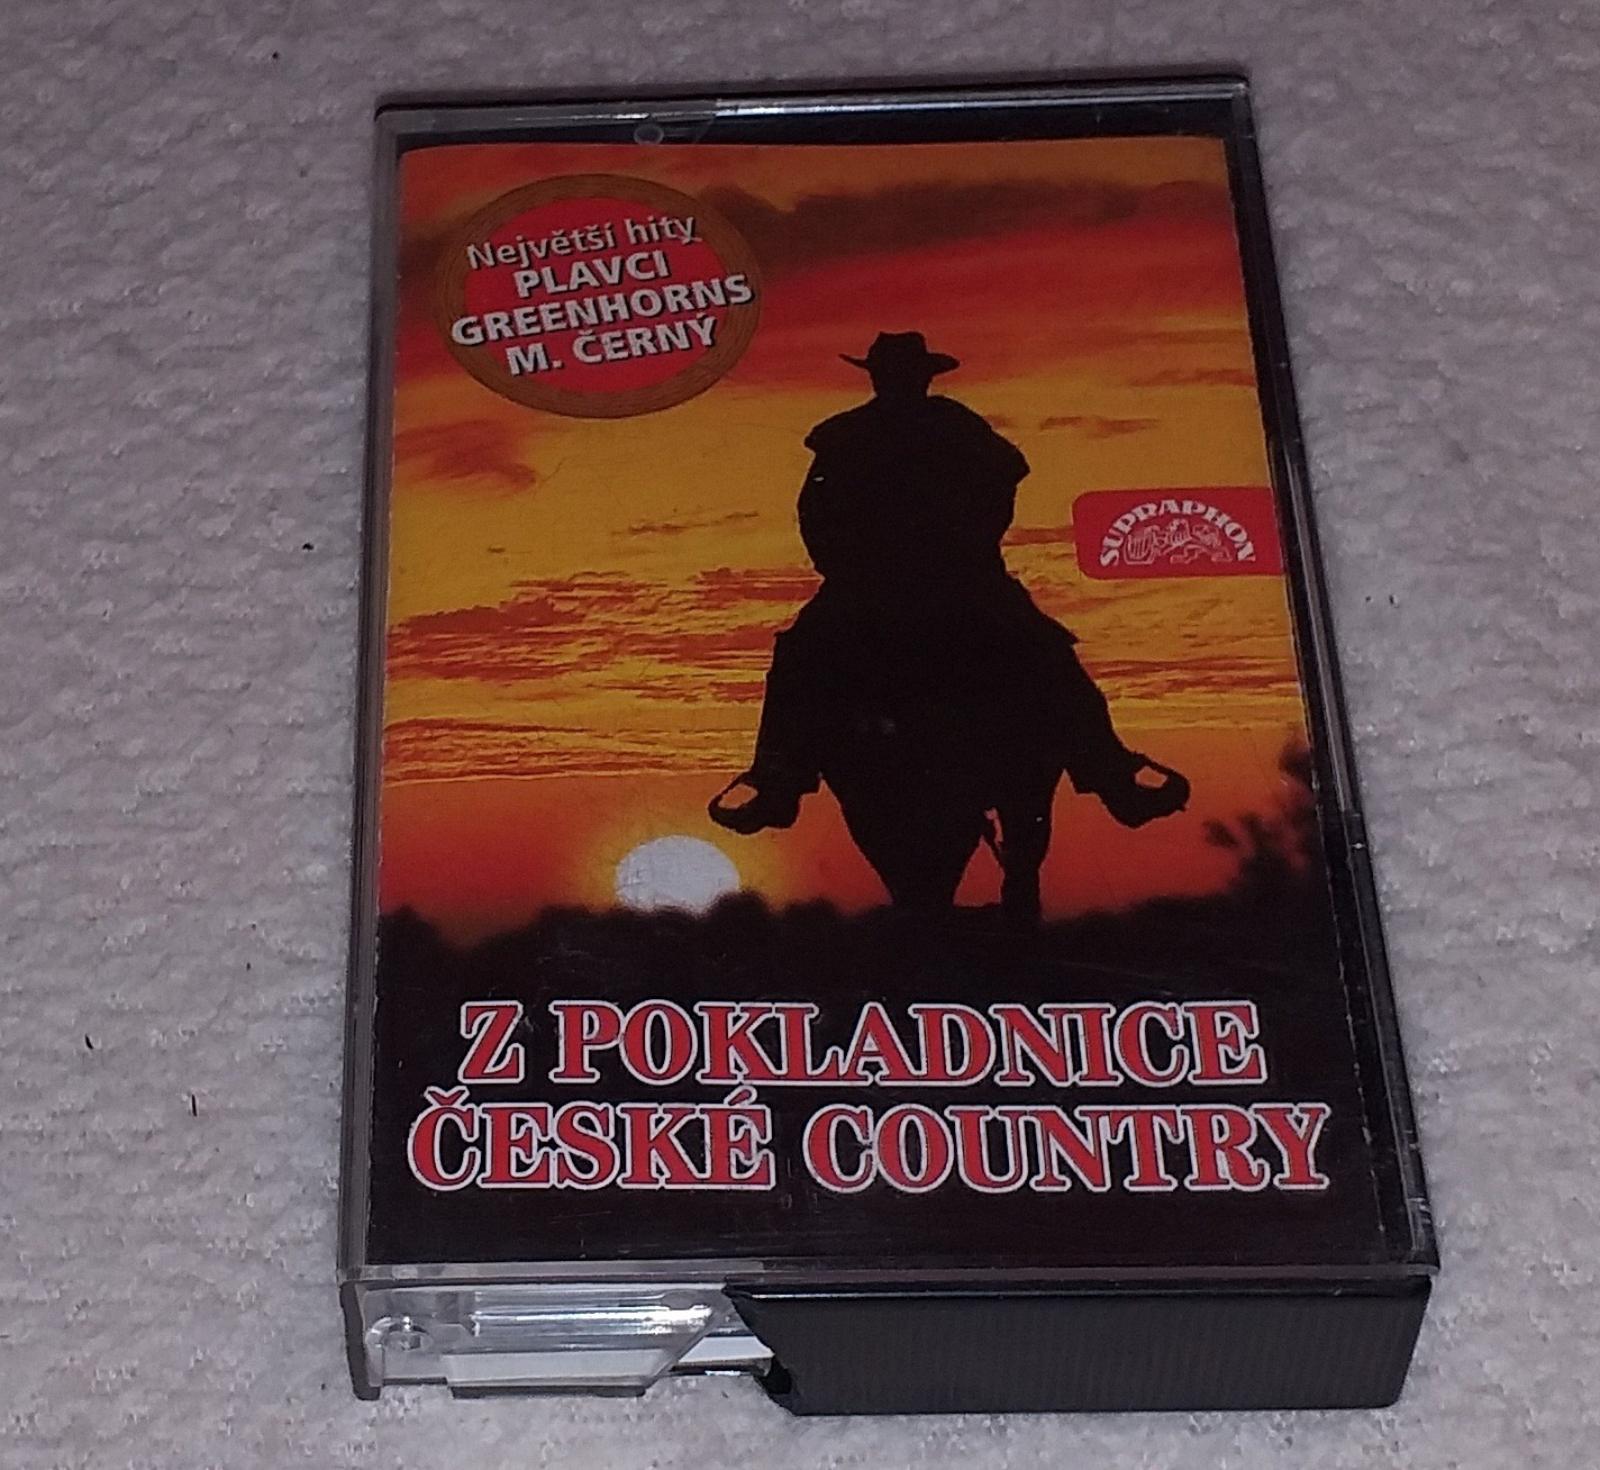 Největší hity
PLAVCI
GREENHORNS
M. ČERNÝ
SUPRAPHON
Z POKLADNICE
ČESKÉ COUNTRY